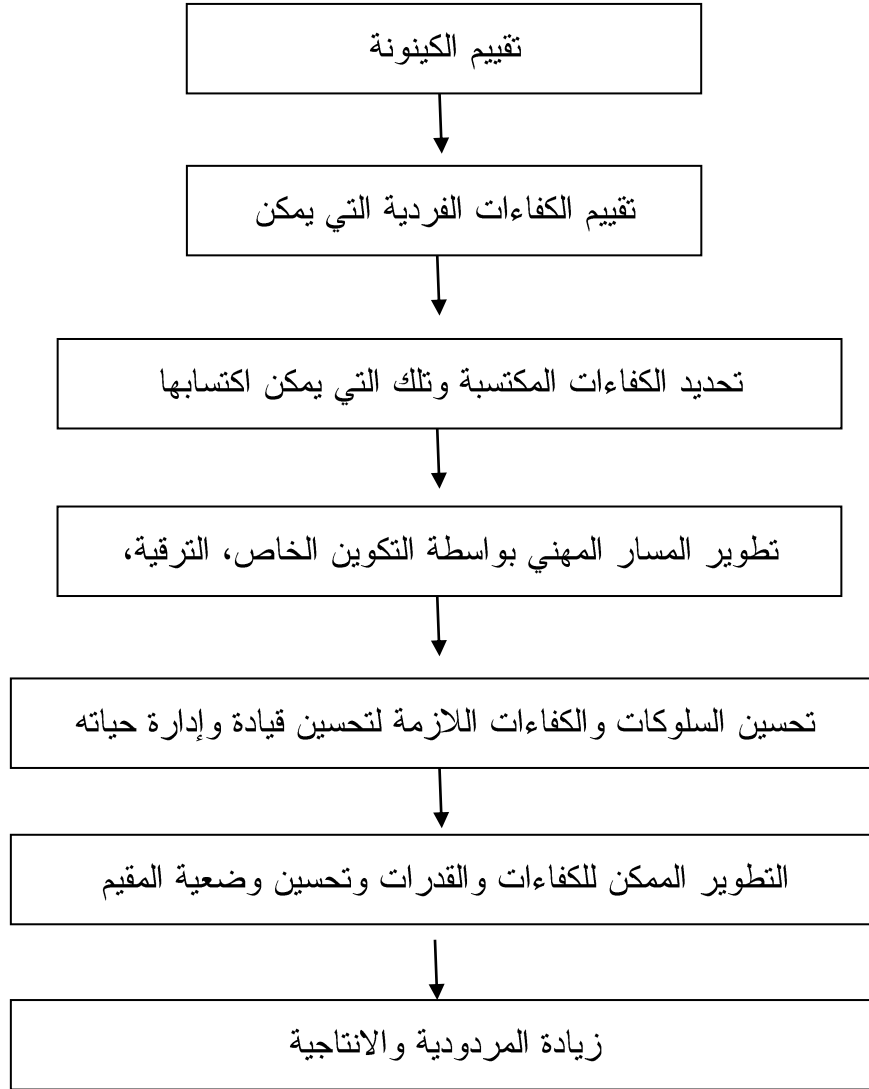 تقييم الكينونة
تقييم الكفاءات الفردية التي يمكن
تحديد الكفاءات المكتسبة وتلك التي يمكن اكتسابها
تطوير المسار المهني بواسطة التكوين الخاص، الترقية،
تحسين السلوكات والكفاءات اللازمة لتحسين قيادة وإدارة حياته
التطوير الممكن للكفاءات والقدرات وتحسين وضعية المقيم
زيادة المردودية والانتاجية